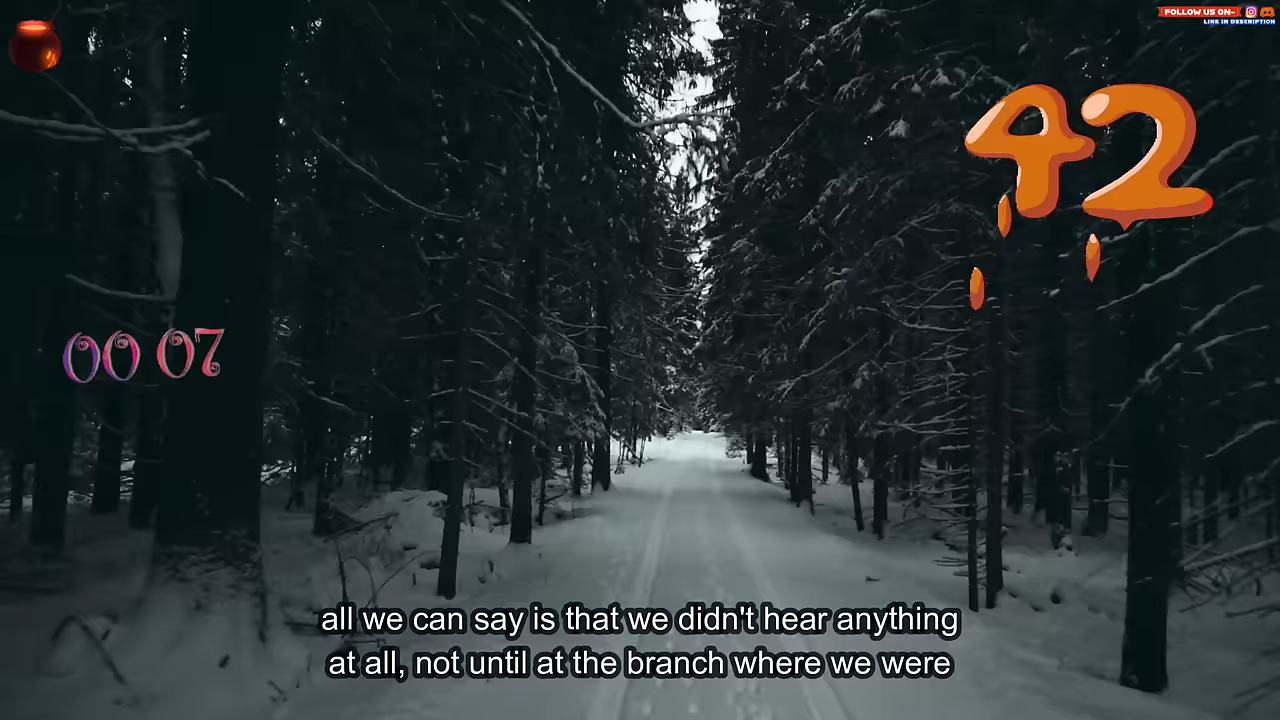 FOLLOW US ON-
LINK IN DESCRIPTION
42
00 07
all we can say is that we didn't hear anything
at all, not until at the branch where we were